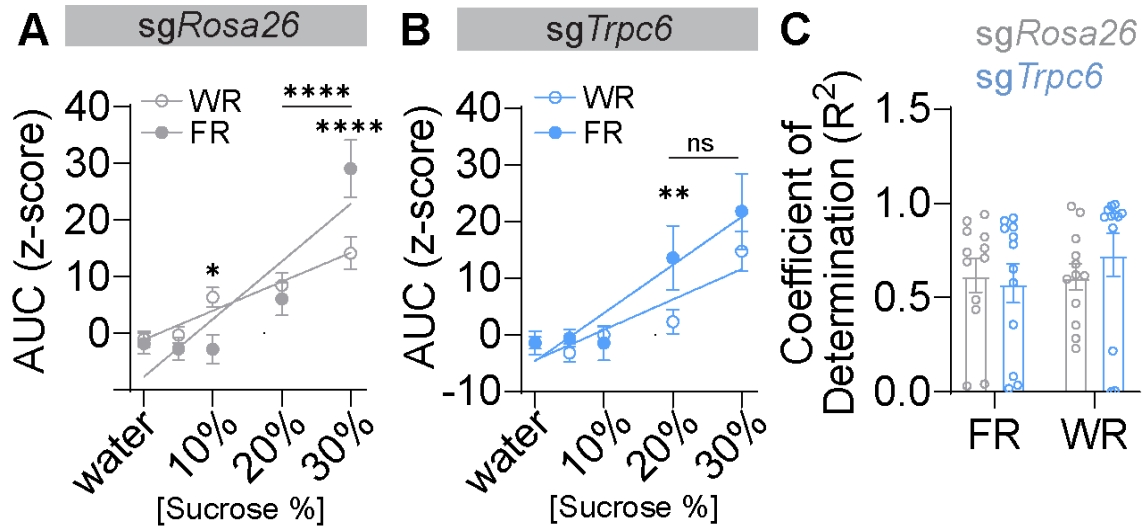 A
sgRosa26
WR
FR
****
****
*
AUC (z-score)
40
30
20
10
0
water
10%
20%
30%
[Sucrose %]
B
sgTrpc6
WR
FR
ns
**
AUC (z-score)
40
30
20
10
0
-10
water
10%
20%
30%
[Sucrose %]
C
sgRosa26
sgTrpc6
Coefficient of
Determination (R²)
1.5
1.0
0.5
0.0
FR
WR